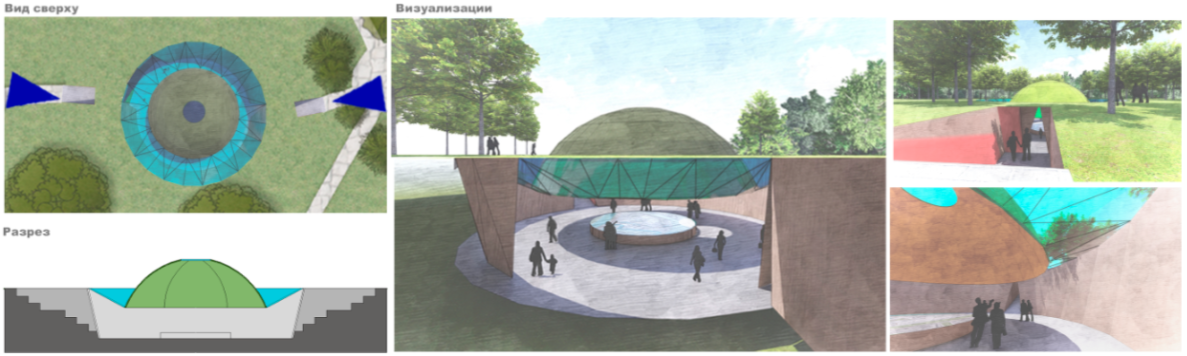 Вид сверху
Визуализации
Разрез